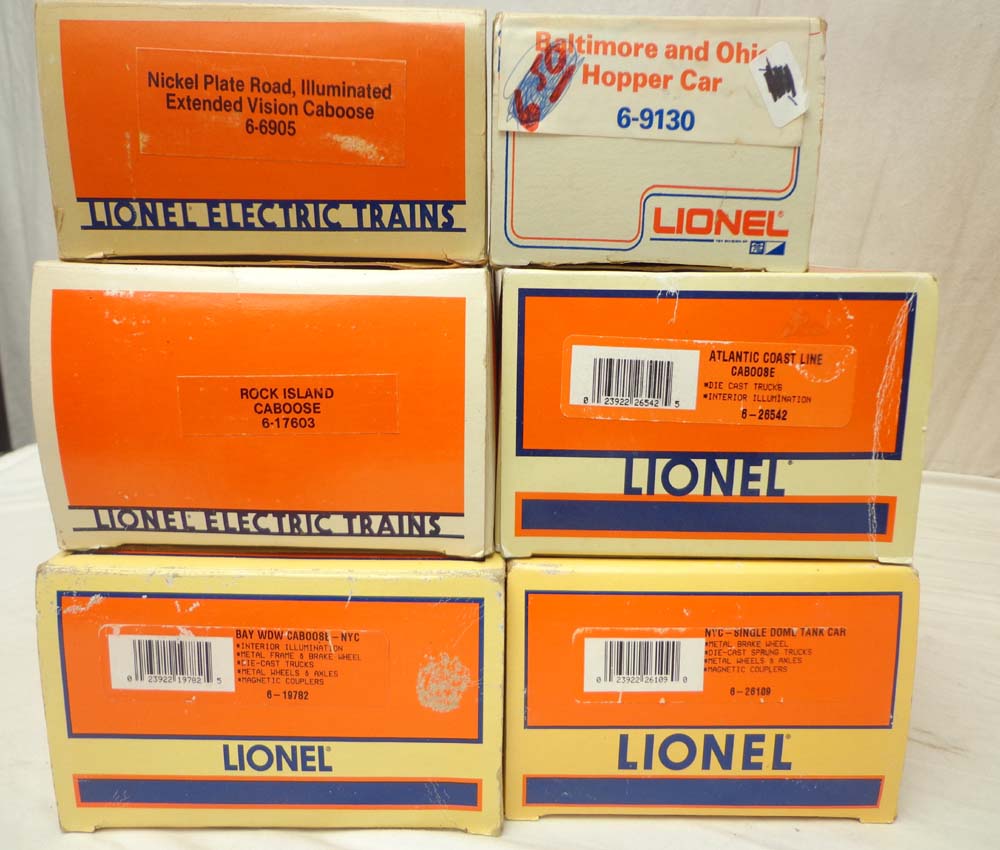 Nickel Plate Road, Illuminated
Extended Vision Caboose
6-6905
LIONEL ELECTRIC TRAINS
Baltimore and Ohio
Hopper Car
6-9130
LIONEL
ROCK ISLAND
CABOOSE
6-17603
LIONEL ELECTRIC TRAINS
ATLANTIC COAST LINE
CABOOSE
*DIE CAST TRUCKS
*INTERIOR ILLUMINATION
6-26542
0 23922 26542 5
LIONEL
BAY WDW CABOOSE-NYC
*INTERIOR ILLUMINATION
*METAL FRAME & BRAKE WHEEL
*DIE-CAST TRUCKS
*METAL WHEELS & AXLES
*MAGNETIC COUPLERS
6-19782
0 23922 19782 5
LIONEL
NYC-SINGLE DOME TANK CAR
*METAL BRAKE WHEEL
*DIE-CAST SPRUNG TRUCKS
*METAL WHEELS & AXLES
*MAGNETIC COUPLERS
6-26109
0 23922 26109 0
LIONEL